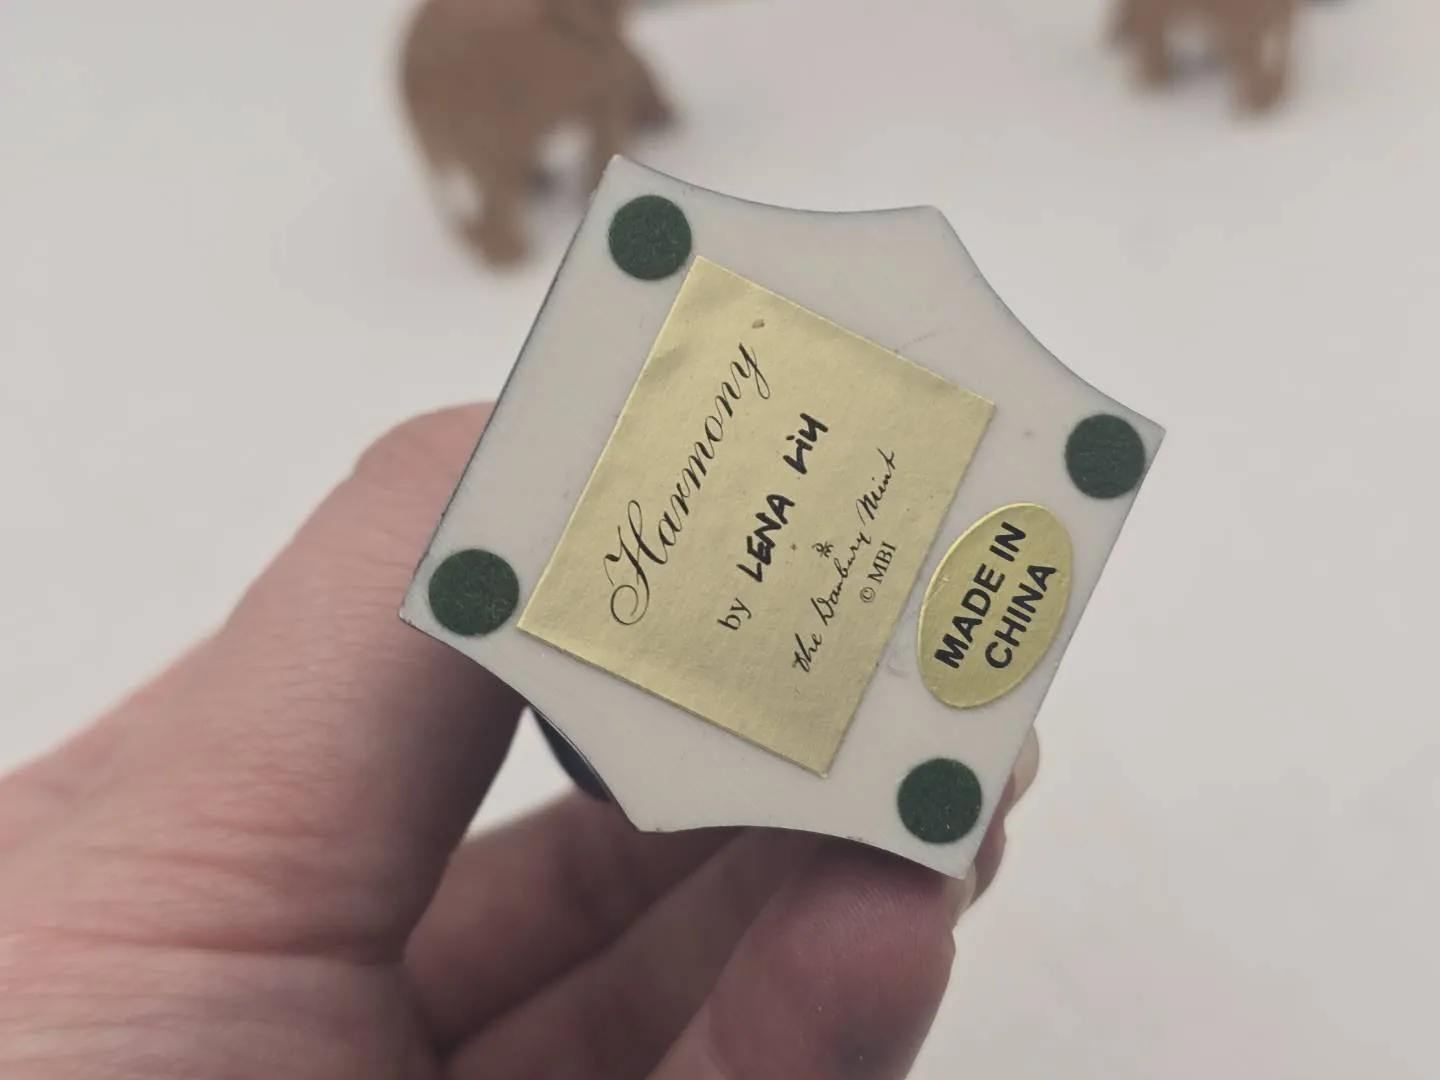 Harmony
by LENA LIU
The Danbury Mint
© MBI
MADE IN
CHINA